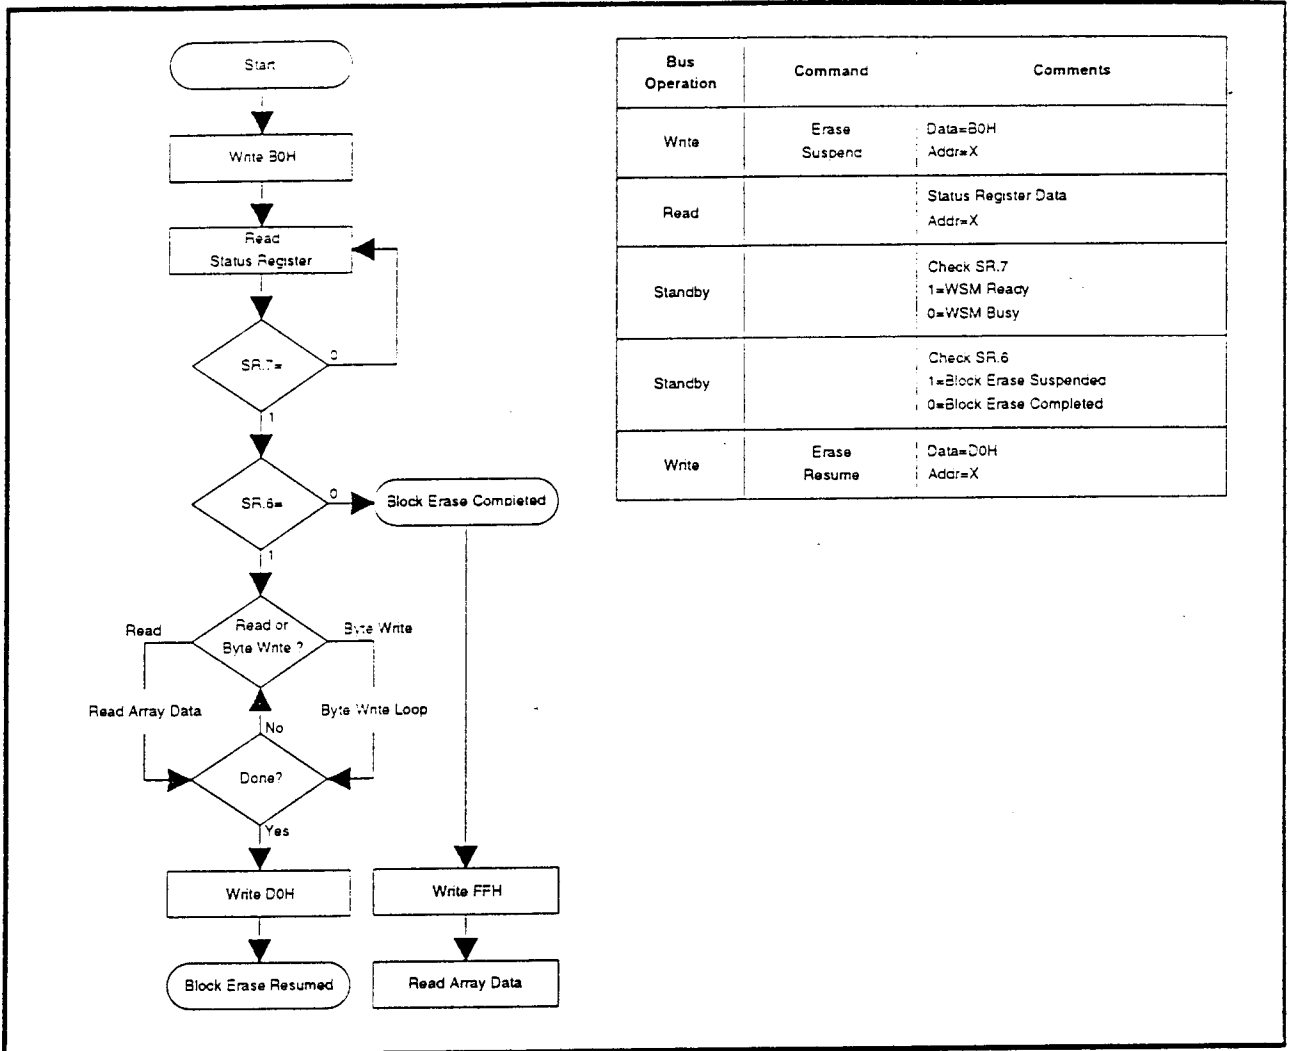 Start
Write B0H
Read
Status Register
SR.7=
0
1
SR.6=
0
Block Erase Completed
1
Read or
Byte Write ?
Read
Byte Write
Read Array Data
Byte Write Loop
No
Done?
Yes
Write D0H
Write FFH
Block Erase Resumed
Read Array Data
Bus
Operation
Command
Comments
Write
Erase
Suspend
Data=B0H
Addr=X
Read
Status Register Data
Addr=X
Standby
Check SR.7
1=WSM Ready
0=WSM Busy
Standby
Check SR.6
1=Block Erase Suspended
0=Block Erase Completed
Write
Erase
Resume
Data=D0H
Addr=X